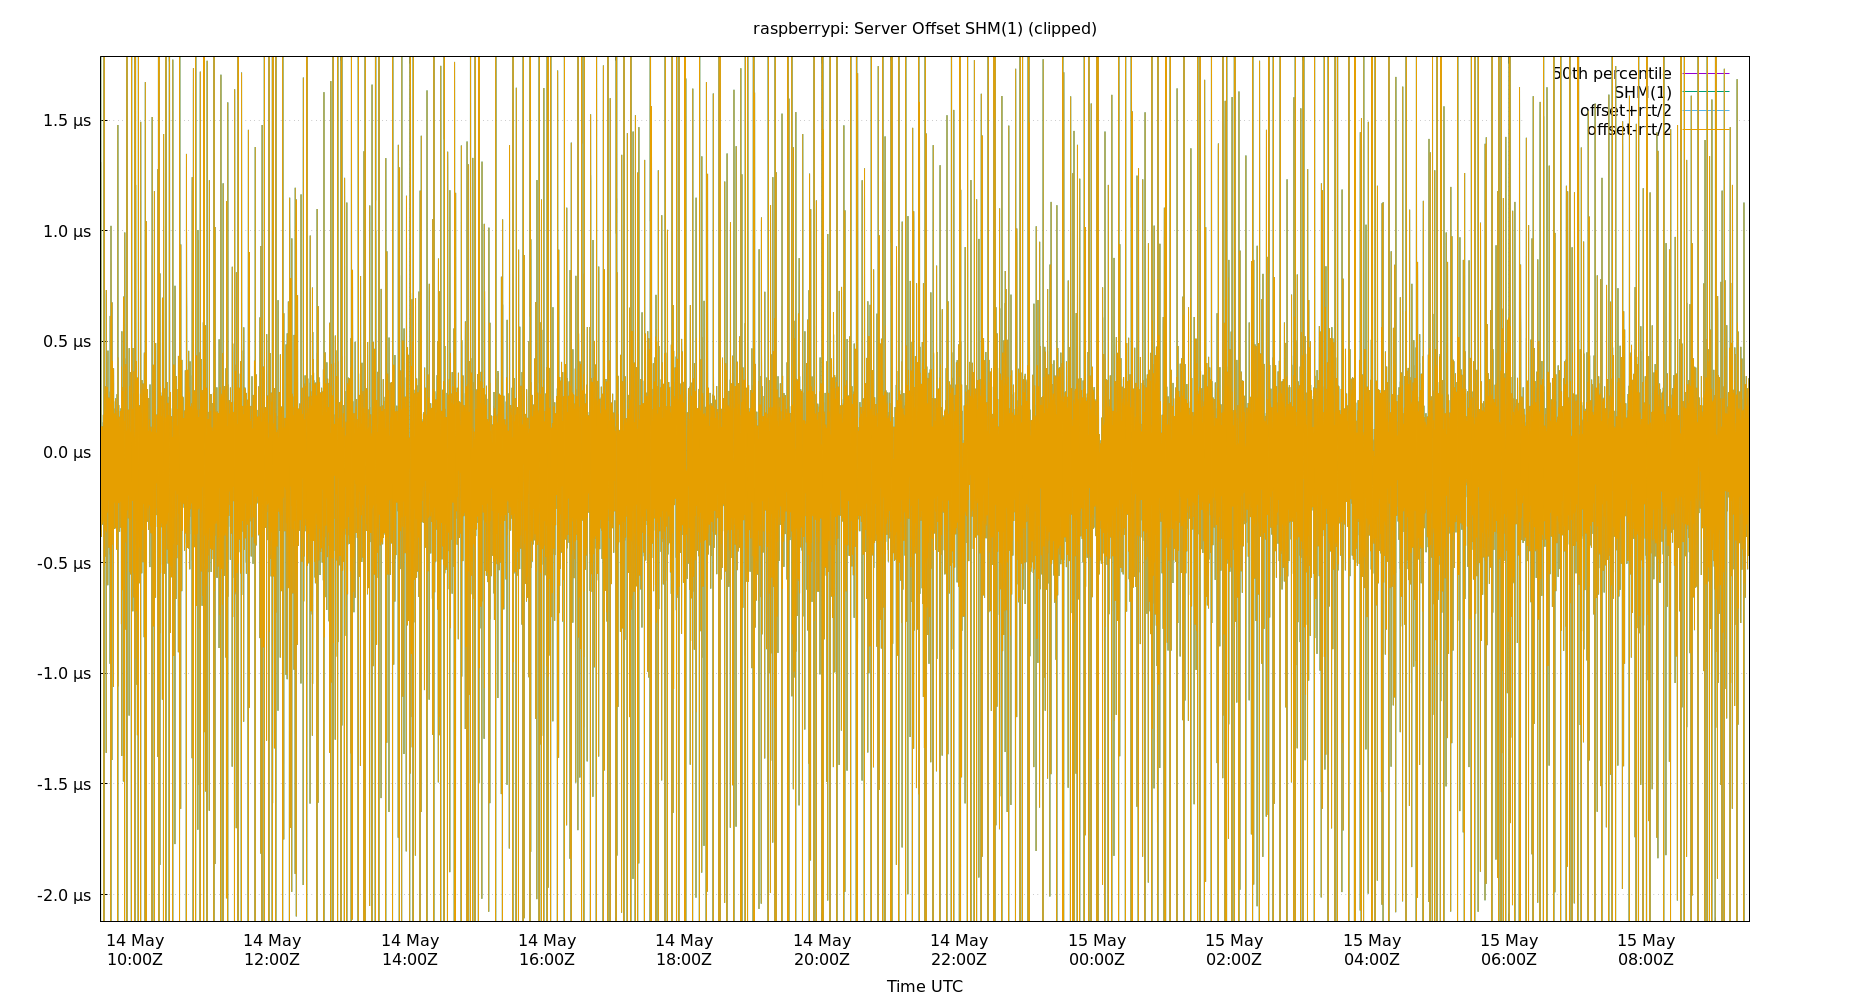 raspberrypi: Server Offset SHM(1) (clipped)
50th percentile
SHM(1)
offset+rtt/2
offset-rtt/2
1.5 µs
1.0 µs
0.5 µs
0.0 µs
-0.5 µs
-1.0 µs
-1.5 µs
-2.0 µs
14 May 14 May 14 May 14 May 14 May 14 May 14 May 15 May 15 May 15 May 15 May 15 May
10:00Z 12:00Z 14:00Z 16:00Z 18:00Z 20:00Z 22:00Z 00:00Z 02:00Z 04:00Z 06:00Z 08:00Z
Time UTC